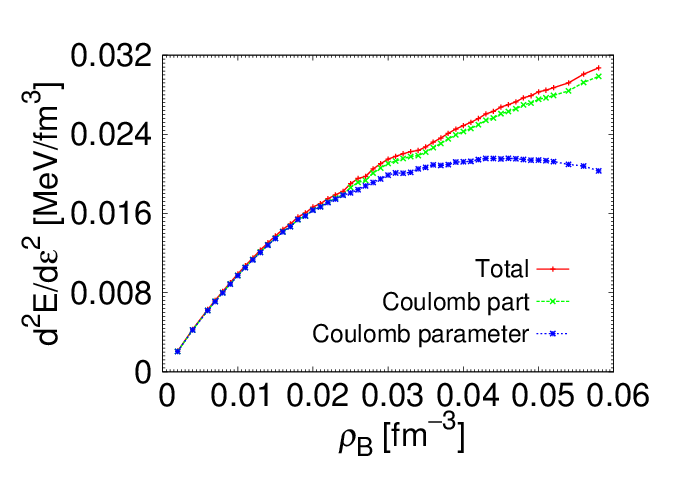 d²E/dε² [MeV/fm³]
0.032
0.024
0.016
0.008
0
Total
Coulomb part
Coulomb parameter
0 0.01 0.02 0.03 0.04 0.05 0.06
ρB [fm⁻³]